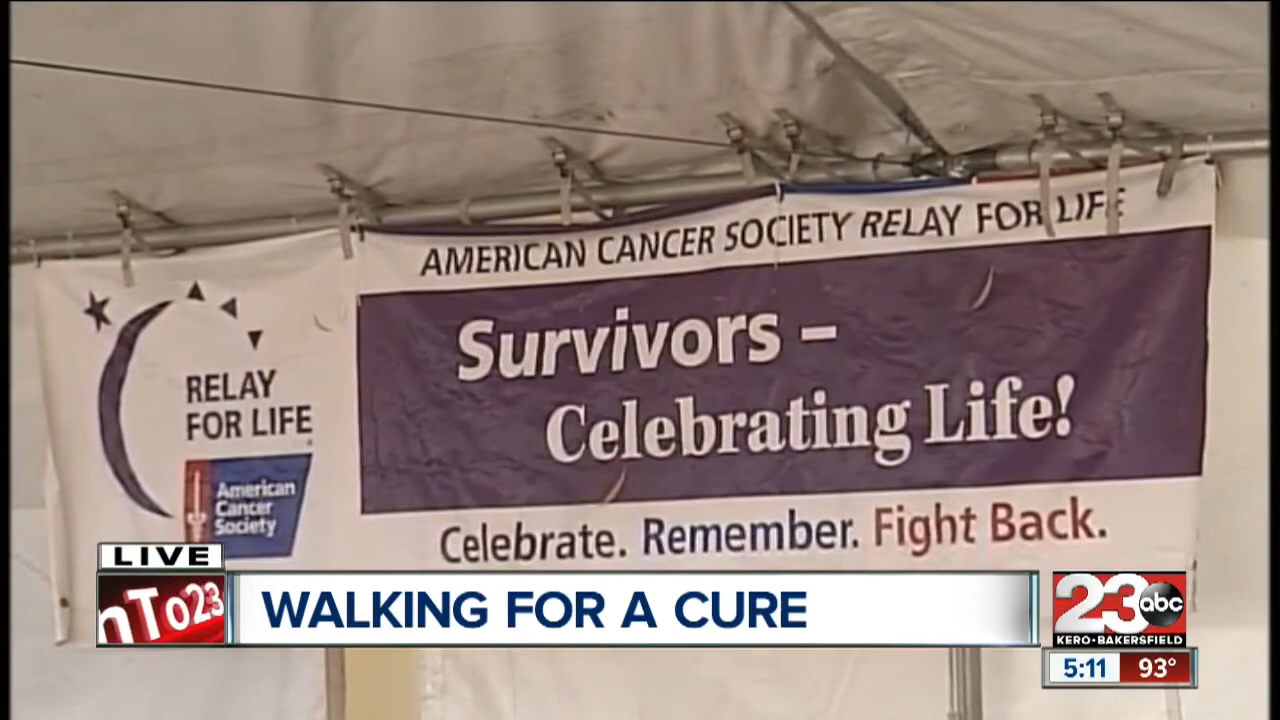 AMERICAN CANCER SOCIETY RELAY FOR LIFE
Survivors –
Celebrating Life!
Celebrate. Remember. Fight Back.
RELAY
FOR LIFE
American
Cancer
Society
LIVE
nTo23
WALKING FOR A CURE
23 abc
KERO•BAKERSFIELD
5:11 93°